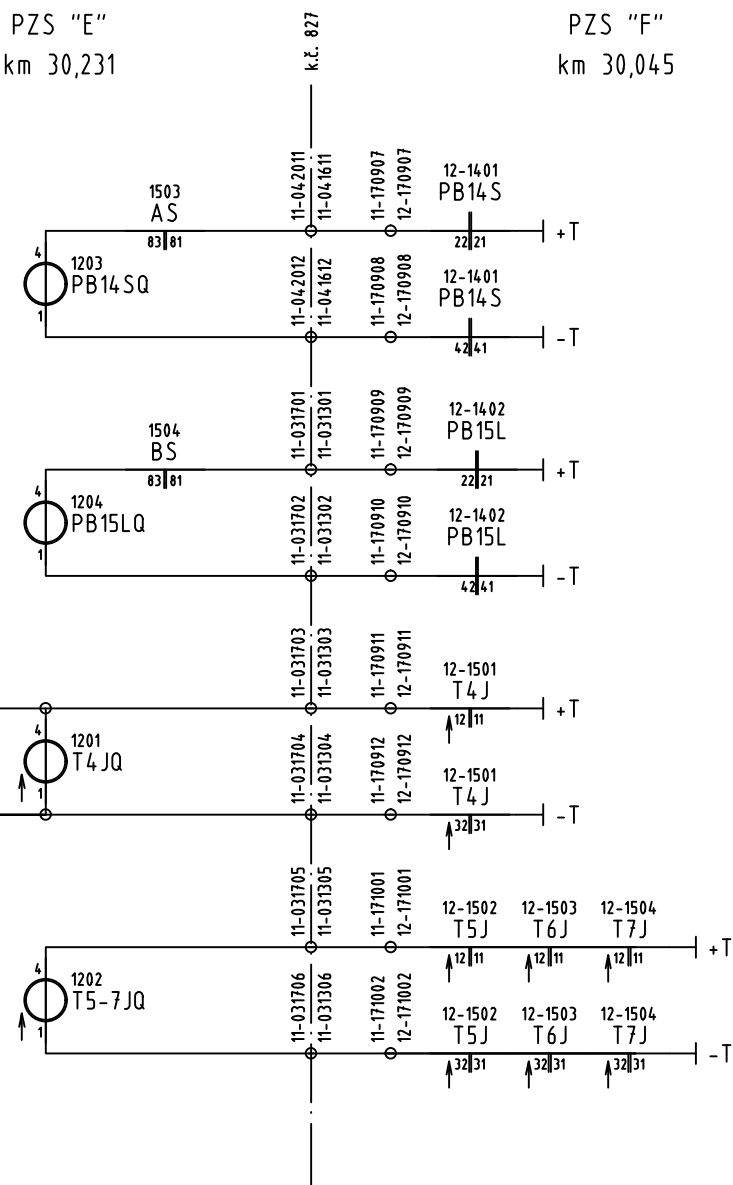 PZS "E"
km 30,231
k.č. 827
PZS "F"
km 30,045
1503
AS
83 81
11-042011
11-041611
11-170907
12-170907
12-1401
PB14S
22 21
+T
4
1203
PB14SQ
1
11-042012
11-041612
11-170908
12-170908
12-1401
PB14S
42 41
-T
1504
BS
83 81
11-031701
11-031301
11-170909
12-170909
12-1402
PB15L
22 21
+T
4
1204
PB15LQ
1
11-031702
11-031302
11-170910
12-170910
12-1402
PB15L
42 41
-T
11-031703
11-031303
11-170911
12-170911
12-1501
T4J
12 11
+T
4
1201
T4JQ
1
11-031704
11-031304
11-170912
12-170912
12-1501
T4J
32 31
-T
11-031705
11-031305
11-171001
12-171001
12-1502 12-1503 12-1504
T5J T6J T7J
12 11 12 11 12 11
+T
4
1202
T5-7JQ
1
11-031706
11-031306
11-171002
12-171002
12-1502 12-1503 12-1504
T5J T6J T7J
32 31 32 31 32 31
-T